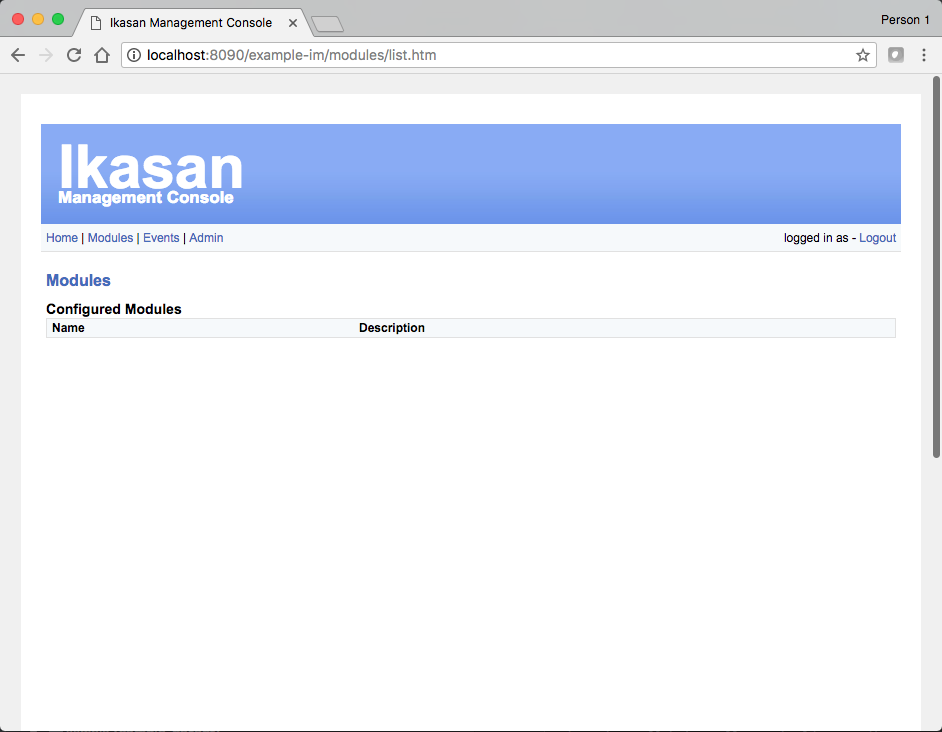 Ikasan Management Console
Person 1
localhost:8090/example-im/modules/list.htm
Ikasan
Management Console
Home | Modules | Events | Admin
logged in as - Logout
Modules
Configured Modules
Name Description